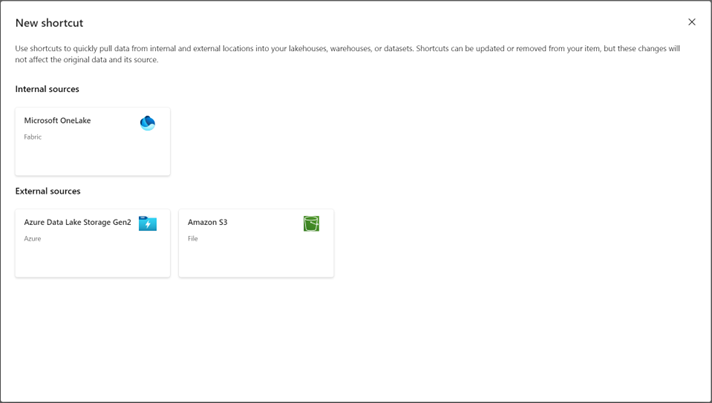 New shortcut
Use shortcuts to quickly pull data from internal and external locations into your lakehouses, warehouses, or datasets. Shortcuts can be updated or removed from your item, but these changes will
not affect the original data and its source.
Internal sources
Microsoft OneLake
Fabric
External sources
Azure Data Lake Storage Gen2
Azure
Amazon S3
File